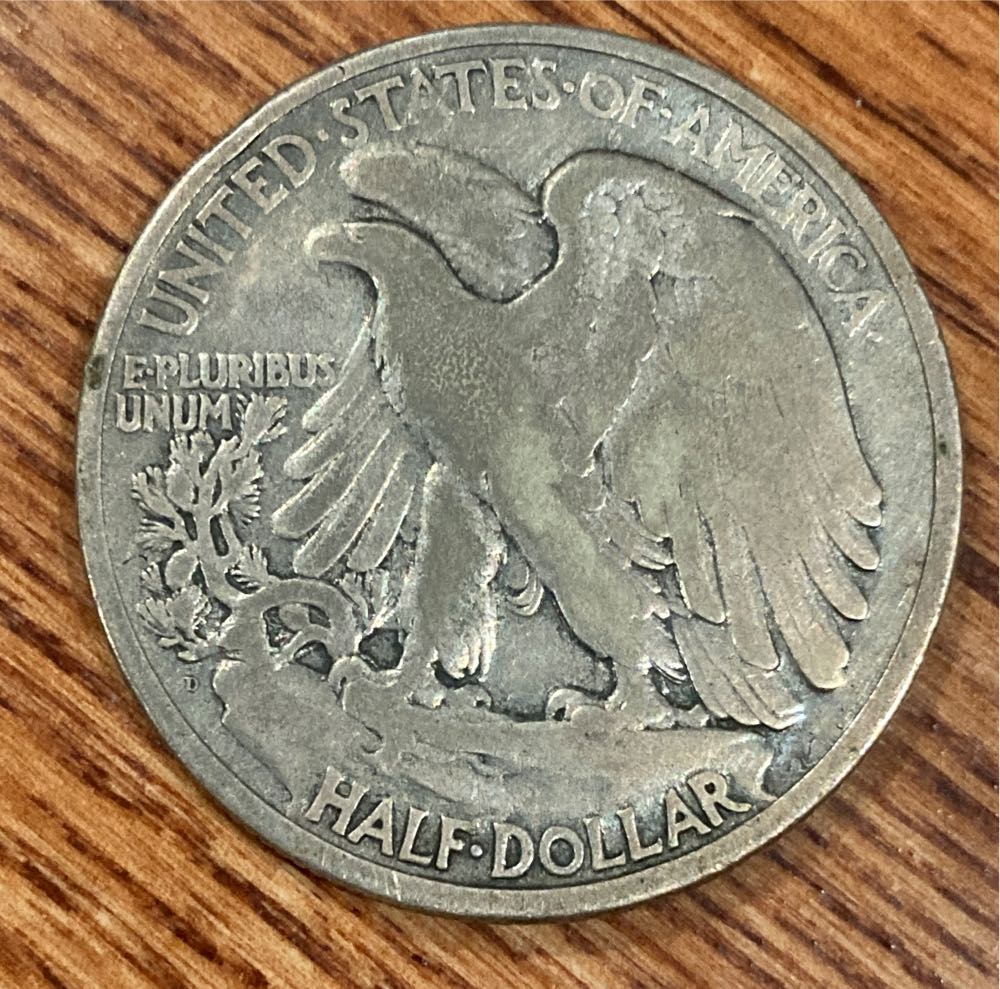 UNITED·STATES·OF·AMERICA
E·PLURIBUS
UNUM
D
HALF·DOLLAR